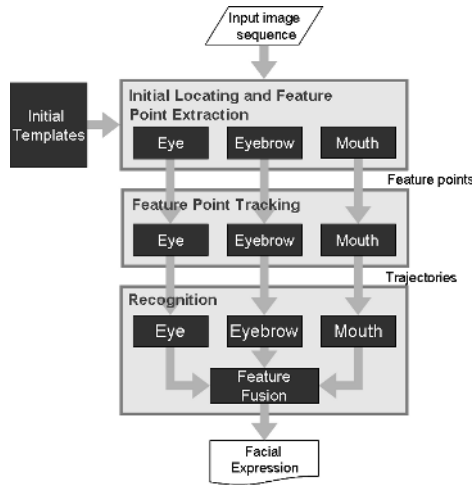 Input image
sequence
Initial
Templates
Initial Locating and Feature
Point Extraction
Eye
Eyebrow
Mouth
Feature points
Feature Point Tracking
Eye
Eyebrow
Mouth
Trajectories
Recognition
Eye
Eyebrow
Mouth
Feature
Fusion
Facial
Expression